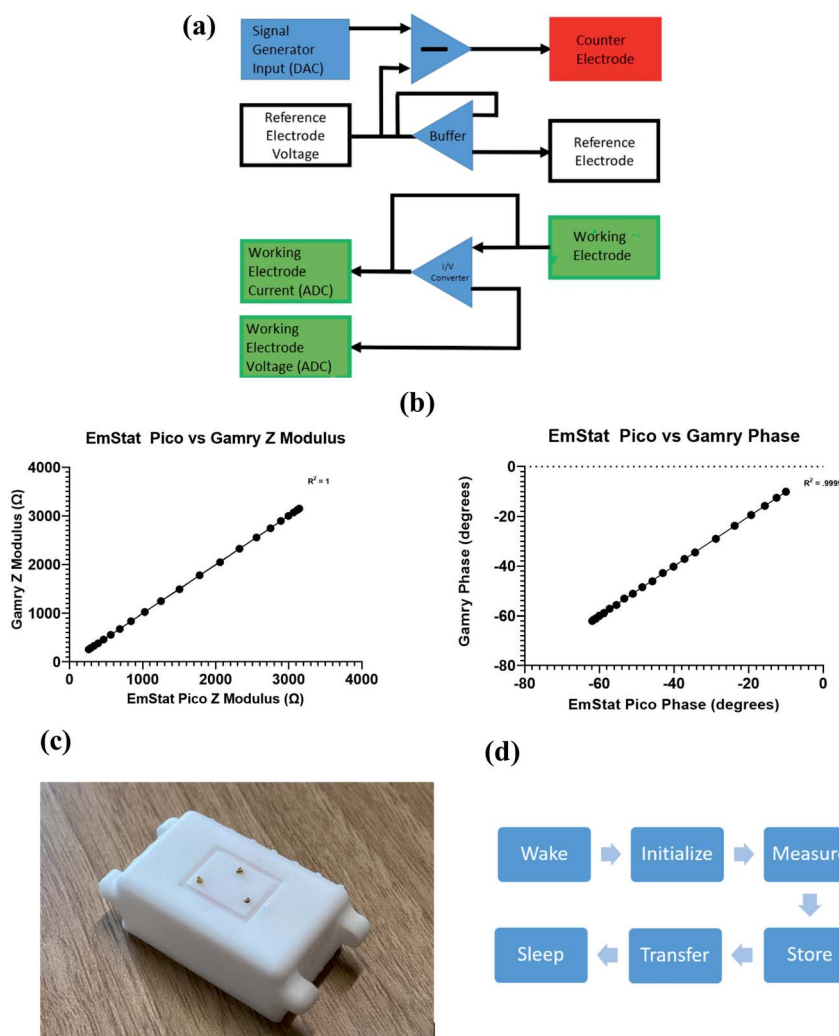 (a)
Signal
Generator
Input (DAC)
Counter
Electrode
Reference
Electrode
Voltage
Buffer
Reference
Electrode
Working
Electrode
Current (ADC)
I/V
Converter
Working
Electrode
Working
Electrode
Voltage (ADC)
(b)
EmStat Pico vs Gamry Z Modulus
R² = 1
Gamry Z Modulus (Ω)
4000
3000
2000
1000
0
0 1000 2000 3000 4000
EmStat Pico Z Modulus (Ω)
EmStat Pico vs Gamry Phase
R² = .9999
Gamry Phase (degrees)
0
-20
-40
-60
-80
-80 -60 -40 -20 0
EmStat Pico Phase (degrees)
(c)
(d)
Wake
Initialize
Measure
Sleep
Transfer
Store